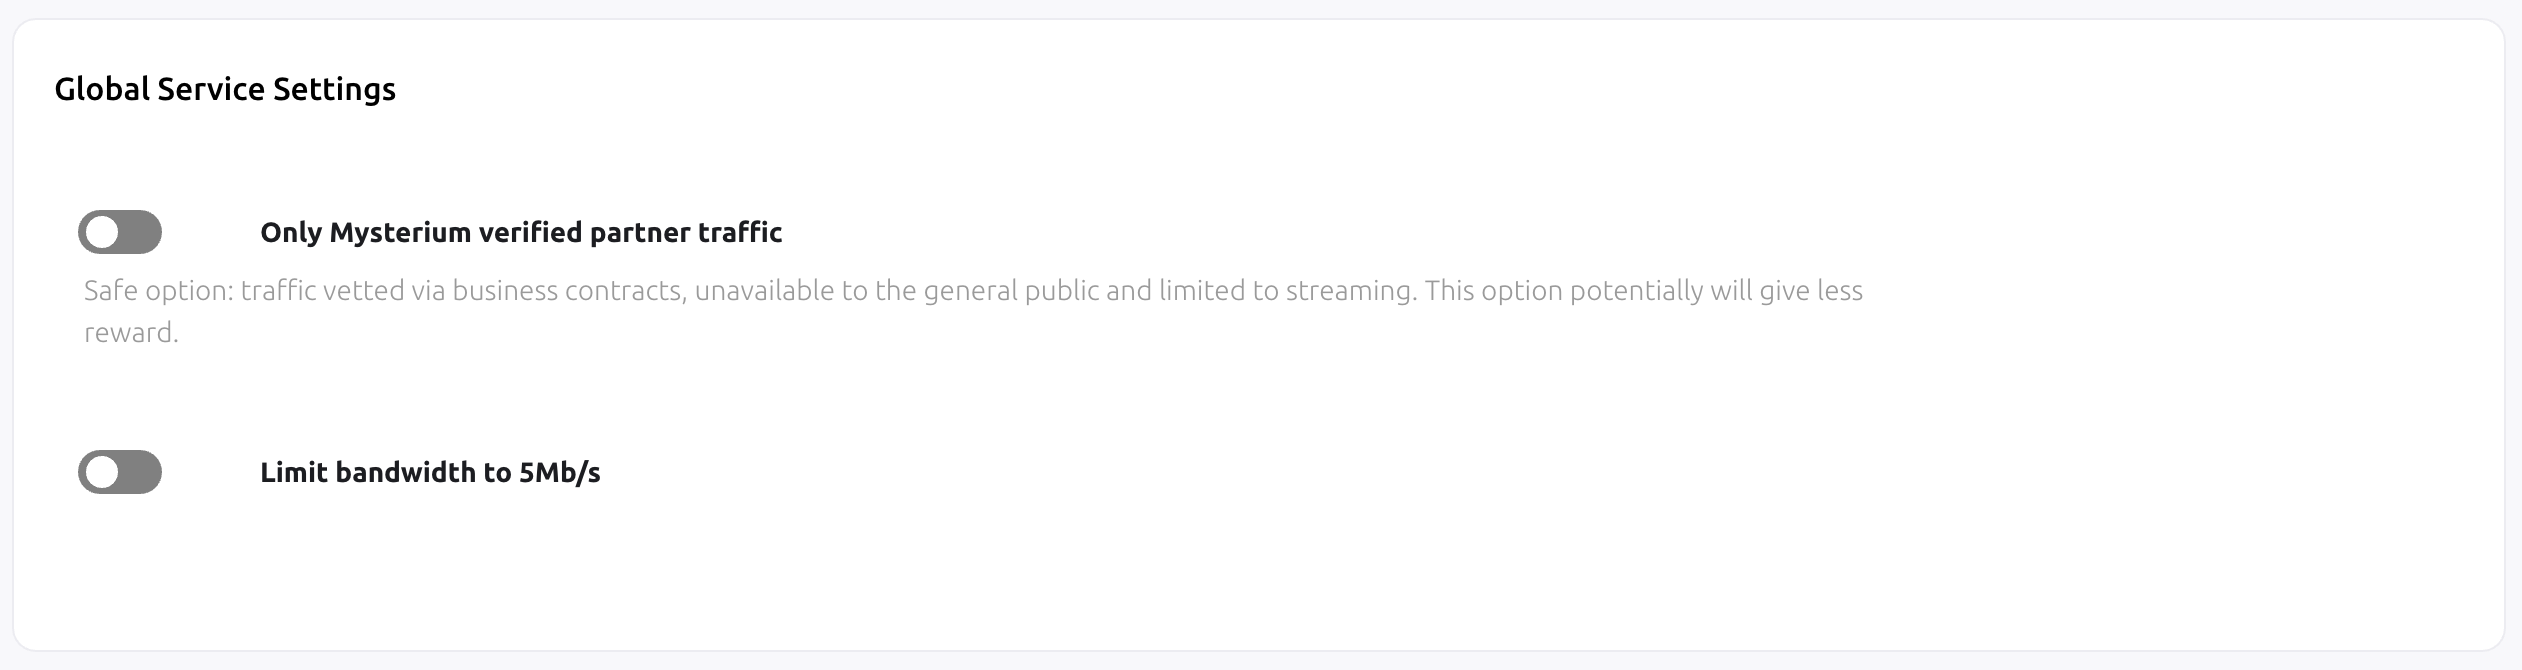 Global Service Settings
Only Mysterium verified partner traffic
Safe option: traffic vetted via business contracts, unavailable to the general public and limited to streaming. This option potentially will give less
reward.
Limit bandwidth to 5Mb/s